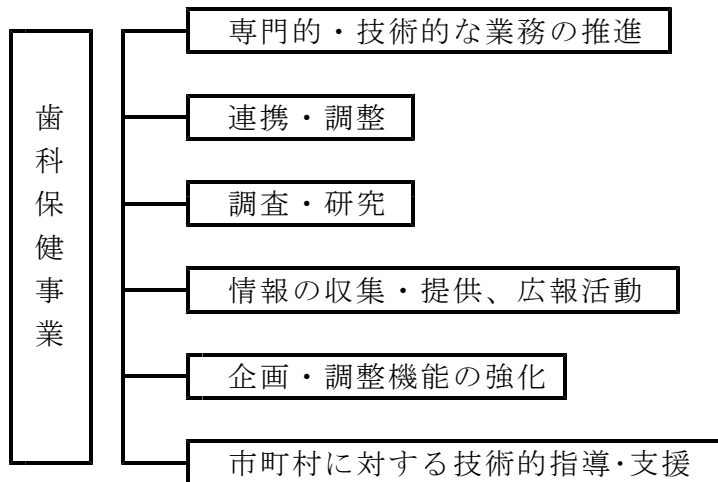 歯科保健事業
専門的・技術的な業務の推進
連携・調整
調査・研究
情報の収集・提供、広報活動
企画・調整機能の強化
市町村に対する技術的指導・支援